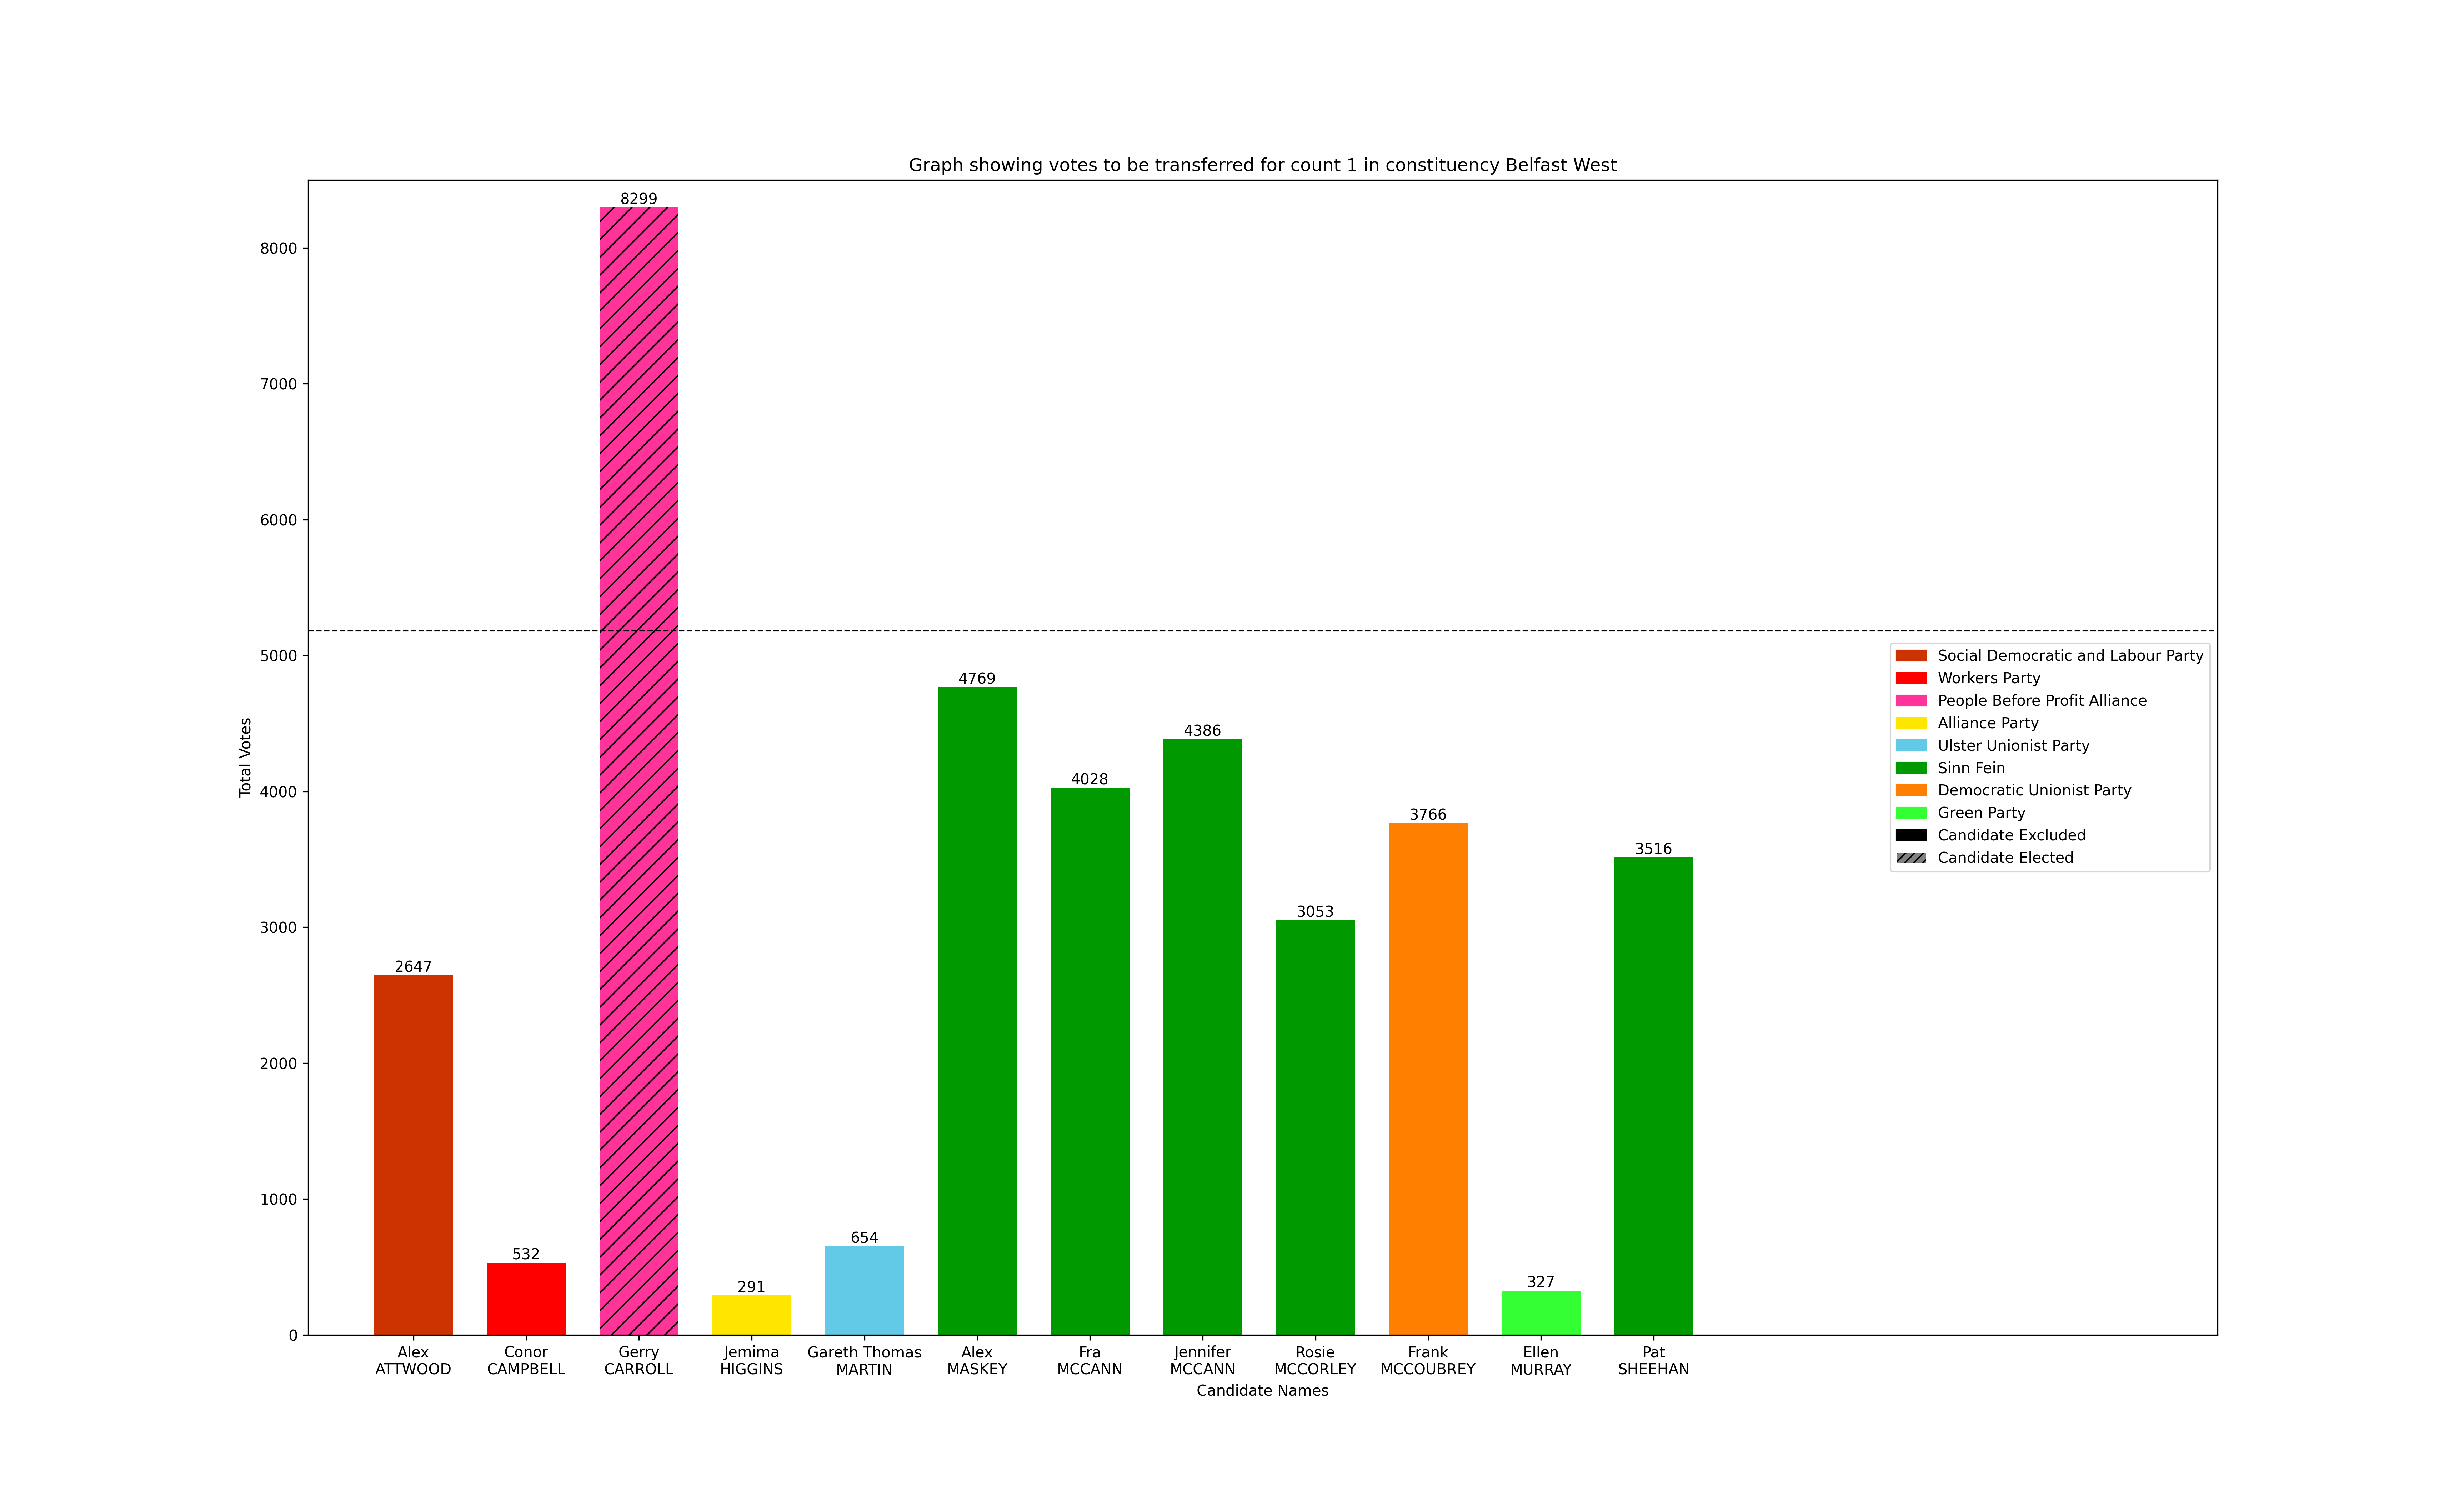 Graph showing votes to be transferred for count 1 in constituency Belfast West
8299
8000
7000
6000
5000
4000
3000
2000
1000
0
Total Votes
2647
532
291
654
4769
4028
4386
3053
3766
327
3516
Social Democratic and Labour Party
Workers Party
People Before Profit Alliance
Alliance Party
Ulster Unionist Party
Sinn Fein
Democratic Unionist Party
Green Party
Candidate Excluded
Candidate Elected
Alex
ATTWOOD
Conor
CAMPBELL
Gerry
CARROLL
Jemima
HIGGINS
Gareth Thomas
MARTIN
Alex
MASKEY
Fra
MCCANN
Jennifer
MCCANN
Rosie
MCCORLEY
Frank
MCCOUBREY
Ellen
MURRAY
Pat
SHEEHAN
Candidate Names